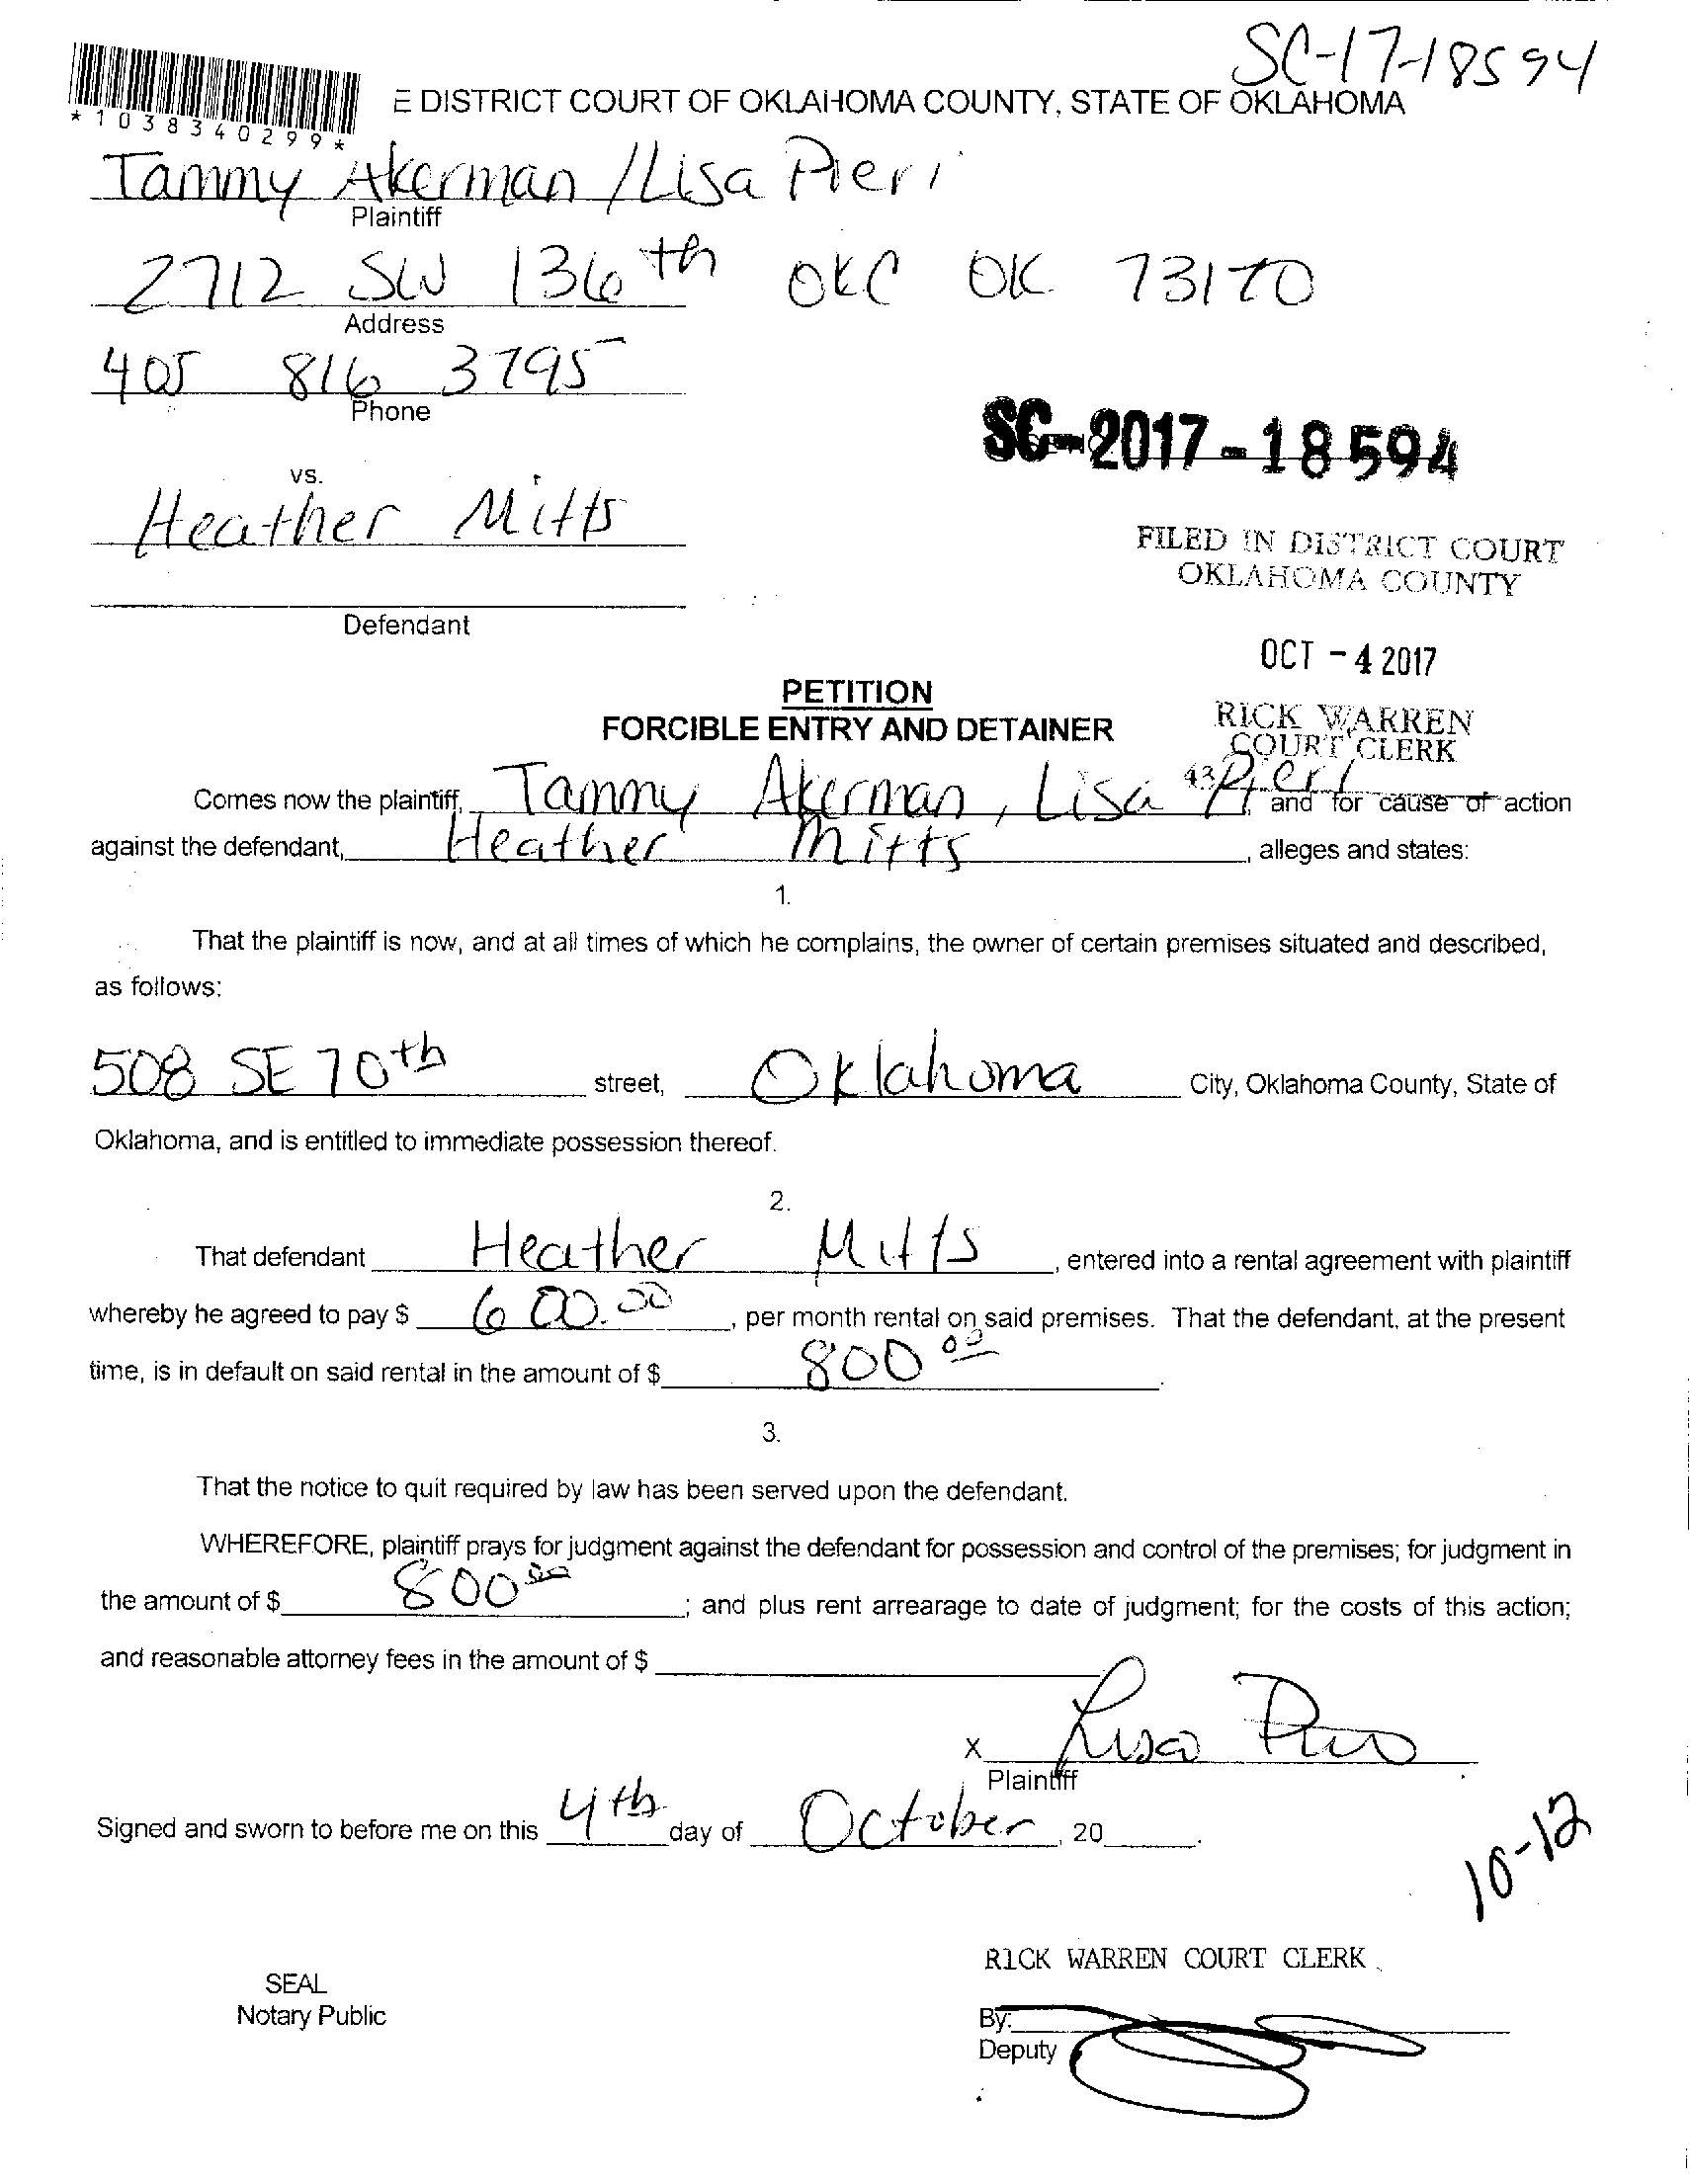 SC-17-18594
*1038340299*
E DISTRICT COURT OF OKLAHOMA COUNTY, STATE OF OKLAHOMA
Tammy Akerman / Lisa Pieri
Plaintiff
2712 SW 136th OKC OK 73170
Address
405 816 3795
Phone
SC-2017-18594
vs.
Heather Mitts
FILED IN DISTRICT COURT
OKLAHOMA COUNTY
Defendant
OCT - 4 2017
PETITION
FORCIBLE ENTRY AND DETAINER
RICK WARREN
COURT CLERK
43
Comes now the plaintiff, Tammy Akerman, Lisa Pieri, and for cause of action
against the defendant, Heather Mitts, alleges and states:
1.
That the plaintiff is now, and at all times of which he complains, the owner of certain premises situated and described,
as follows:
508 SE 70th street, Oklahoma City, Oklahoma County, State of
Oklahoma, and is entitled to immediate possession thereof.
2.
That defendant Heather Mitts, entered into a rental agreement with plaintiff
whereby he agreed to pay $ 600.00, per month rental on said premises. That the defendant, at the present
time, is in default on said rental in the amount of $ 800 00.
3.
That the notice to quit required by law has been served upon the defendant.
WHEREFORE, plaintiff prays for judgment against the defendant for possession and control of the premises; for judgment in
the amount of $ 800 00; and plus rent arrearage to date of judgment; for the costs of this action;
and reasonable attorney fees in the amount of $
x Lisa Pieri
Plaintiff
Signed and sworn to before me on this 4th day of October, 20 .
10-12
RICK WARREN COURT CLERK
SEAL
Notary Public
By:
Deputy